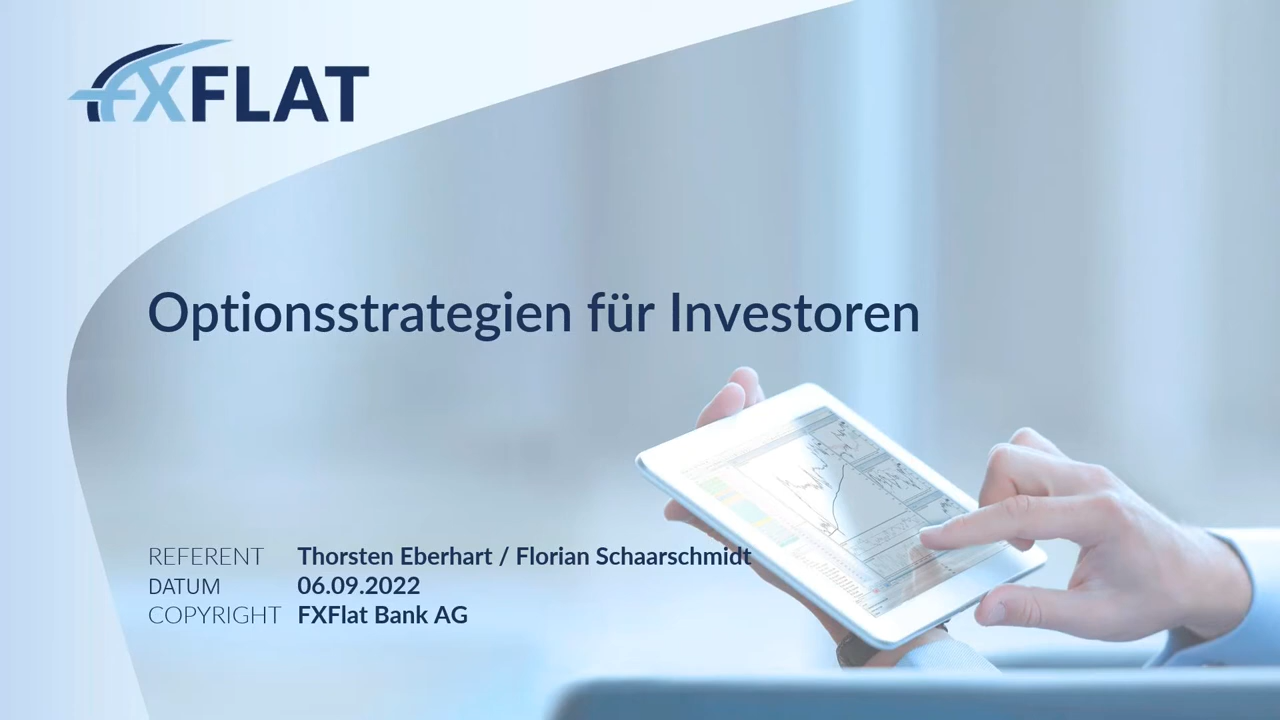 FXFLAT
Optionsstrategien für Investoren
REFERENT Thorsten Eberhart / Florian Schaarschmidt
DATUM 06.09.2022
COPYRIGHT FXFlat Bank AG